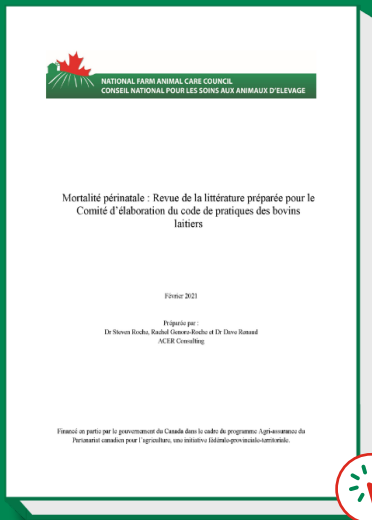 NATIONAL FARM ANIMAL CARE COUNCIL
CONSEIL NATIONAL POUR LES SOINS AUX ANIMAUX D'ELEVAGE
Mortalité périnatale : Revue de la littérature préparée pour le
Comité d'élaboration du code de pratiques des bovins
laitiers
Février 2021
Préparée par :
Dr Steven Roche, Rachel Genore-Roche et Dr Dave Renaud
ACER Consulting
Financé en partie par le gouvernement du Canada dans le cadre du programme Agri-assurance du
Partenariat canadien pour l'agriculture, une initiative fédérale-provinciale-territoriale.